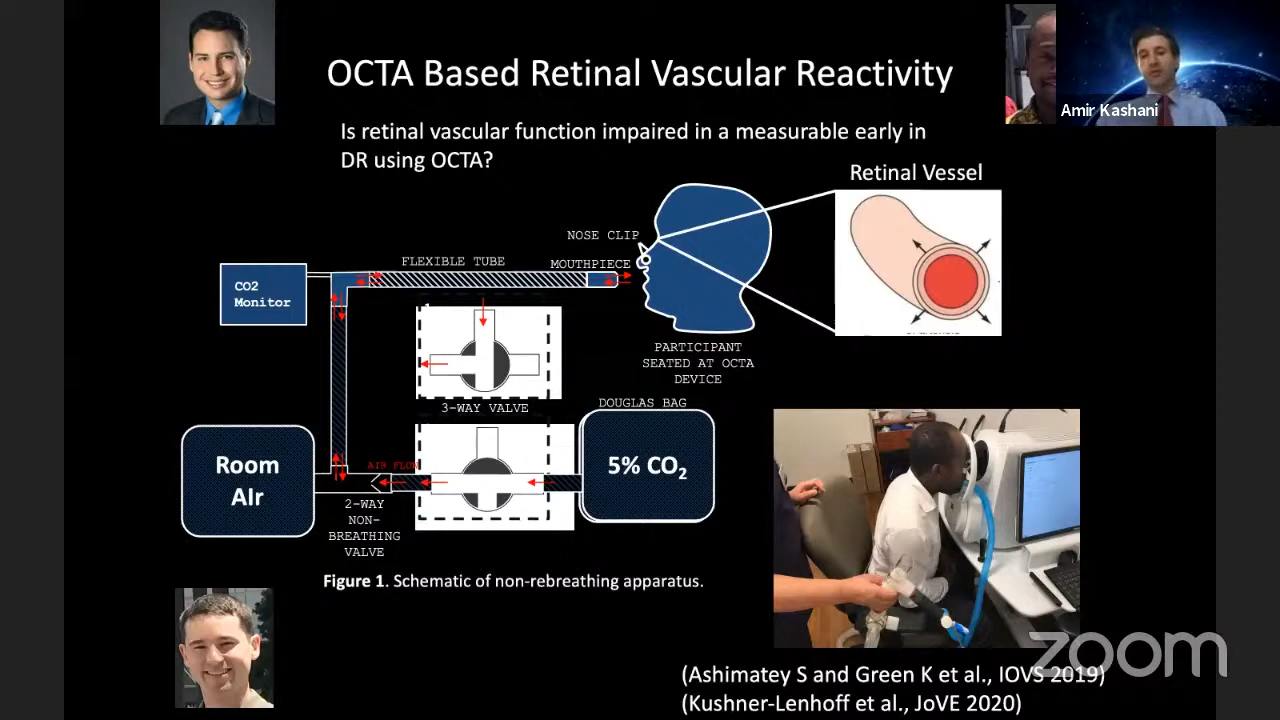 OCTA Based Retinal Vascular Reactivity
Amir Kashani
Is retinal vascular function impaired in a measurable early in
DR using OCTA?
Retinal Vessel
NOSE CLIP
FLEXIBLE TUBE
MOUTHPIECE
CO2
Monitor
PARTICIPANT
SEATED AT OCTA
DEVICE
3-WAY VALVE
DOUGLAS BAG
Room
AIr
AIR FLOW
5% CO₂
2-WAY
NON-
BREATHING
VALVE
Figure 1. Schematic of non-rebreathing apparatus.
zoom
(Ashimatey S and Green K et al., IOVS 2019)
(Kushner-Lenhoff et al., JoVE 2020)